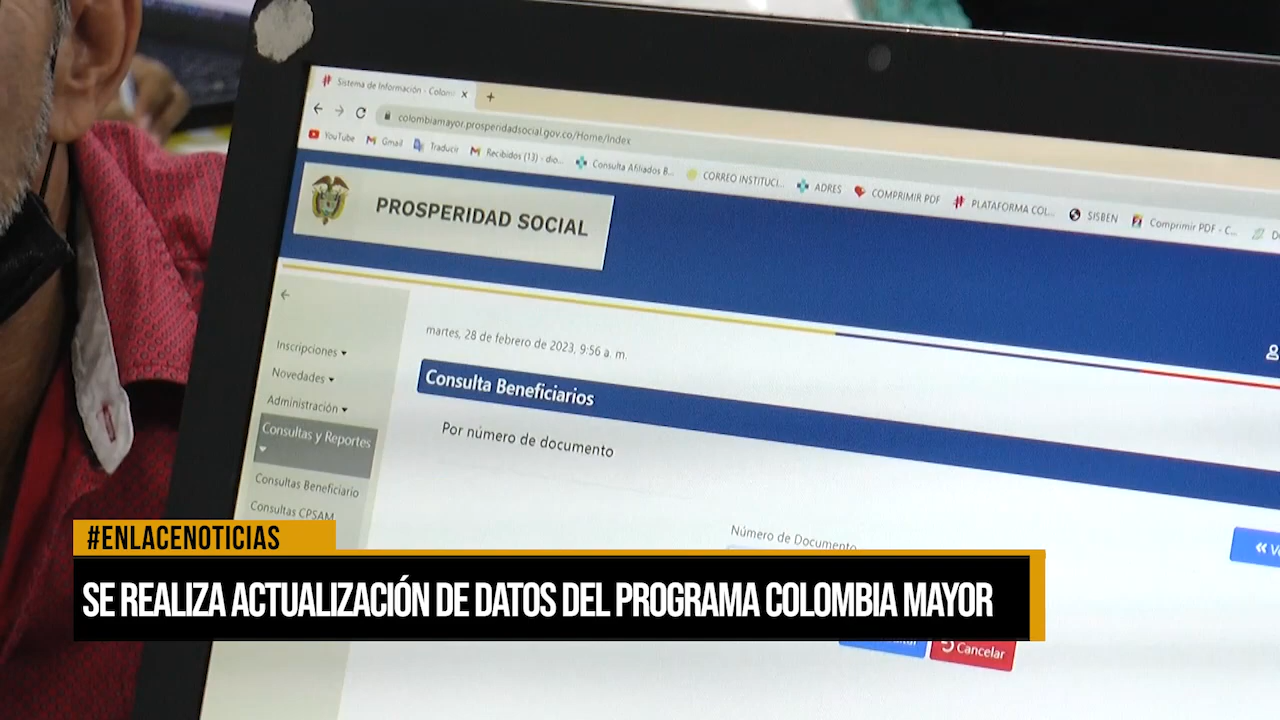 Sistema de Información - Colom
colombiamayor.prosperidadsocial.gov.co/Home/Index
YouTube Gmail Traducir Recibidos (13) - dio... Consulta Afiliados B... CORREO INSTITUCI... ADRES COMPRIMIR PDF PLATAFORMA COL... SISBEN Comprimir PDF - C...
PROSPERIDAD SOCIAL
martes, 28 de febrero de 2023, 9:56 a. m.
Inscripciones
Novedades
Administración
Consultas y Reportes
Consultas Beneficiario
Consultas CPSAM
Consulta Beneficiarios
Por número de documento
Número de Documento
Cancelar
#ENLACENOTICIAS
SE REALIZA ACTUALIZACIÓN DE DATOS DEL PROGRAMA COLOMBIA MAYOR